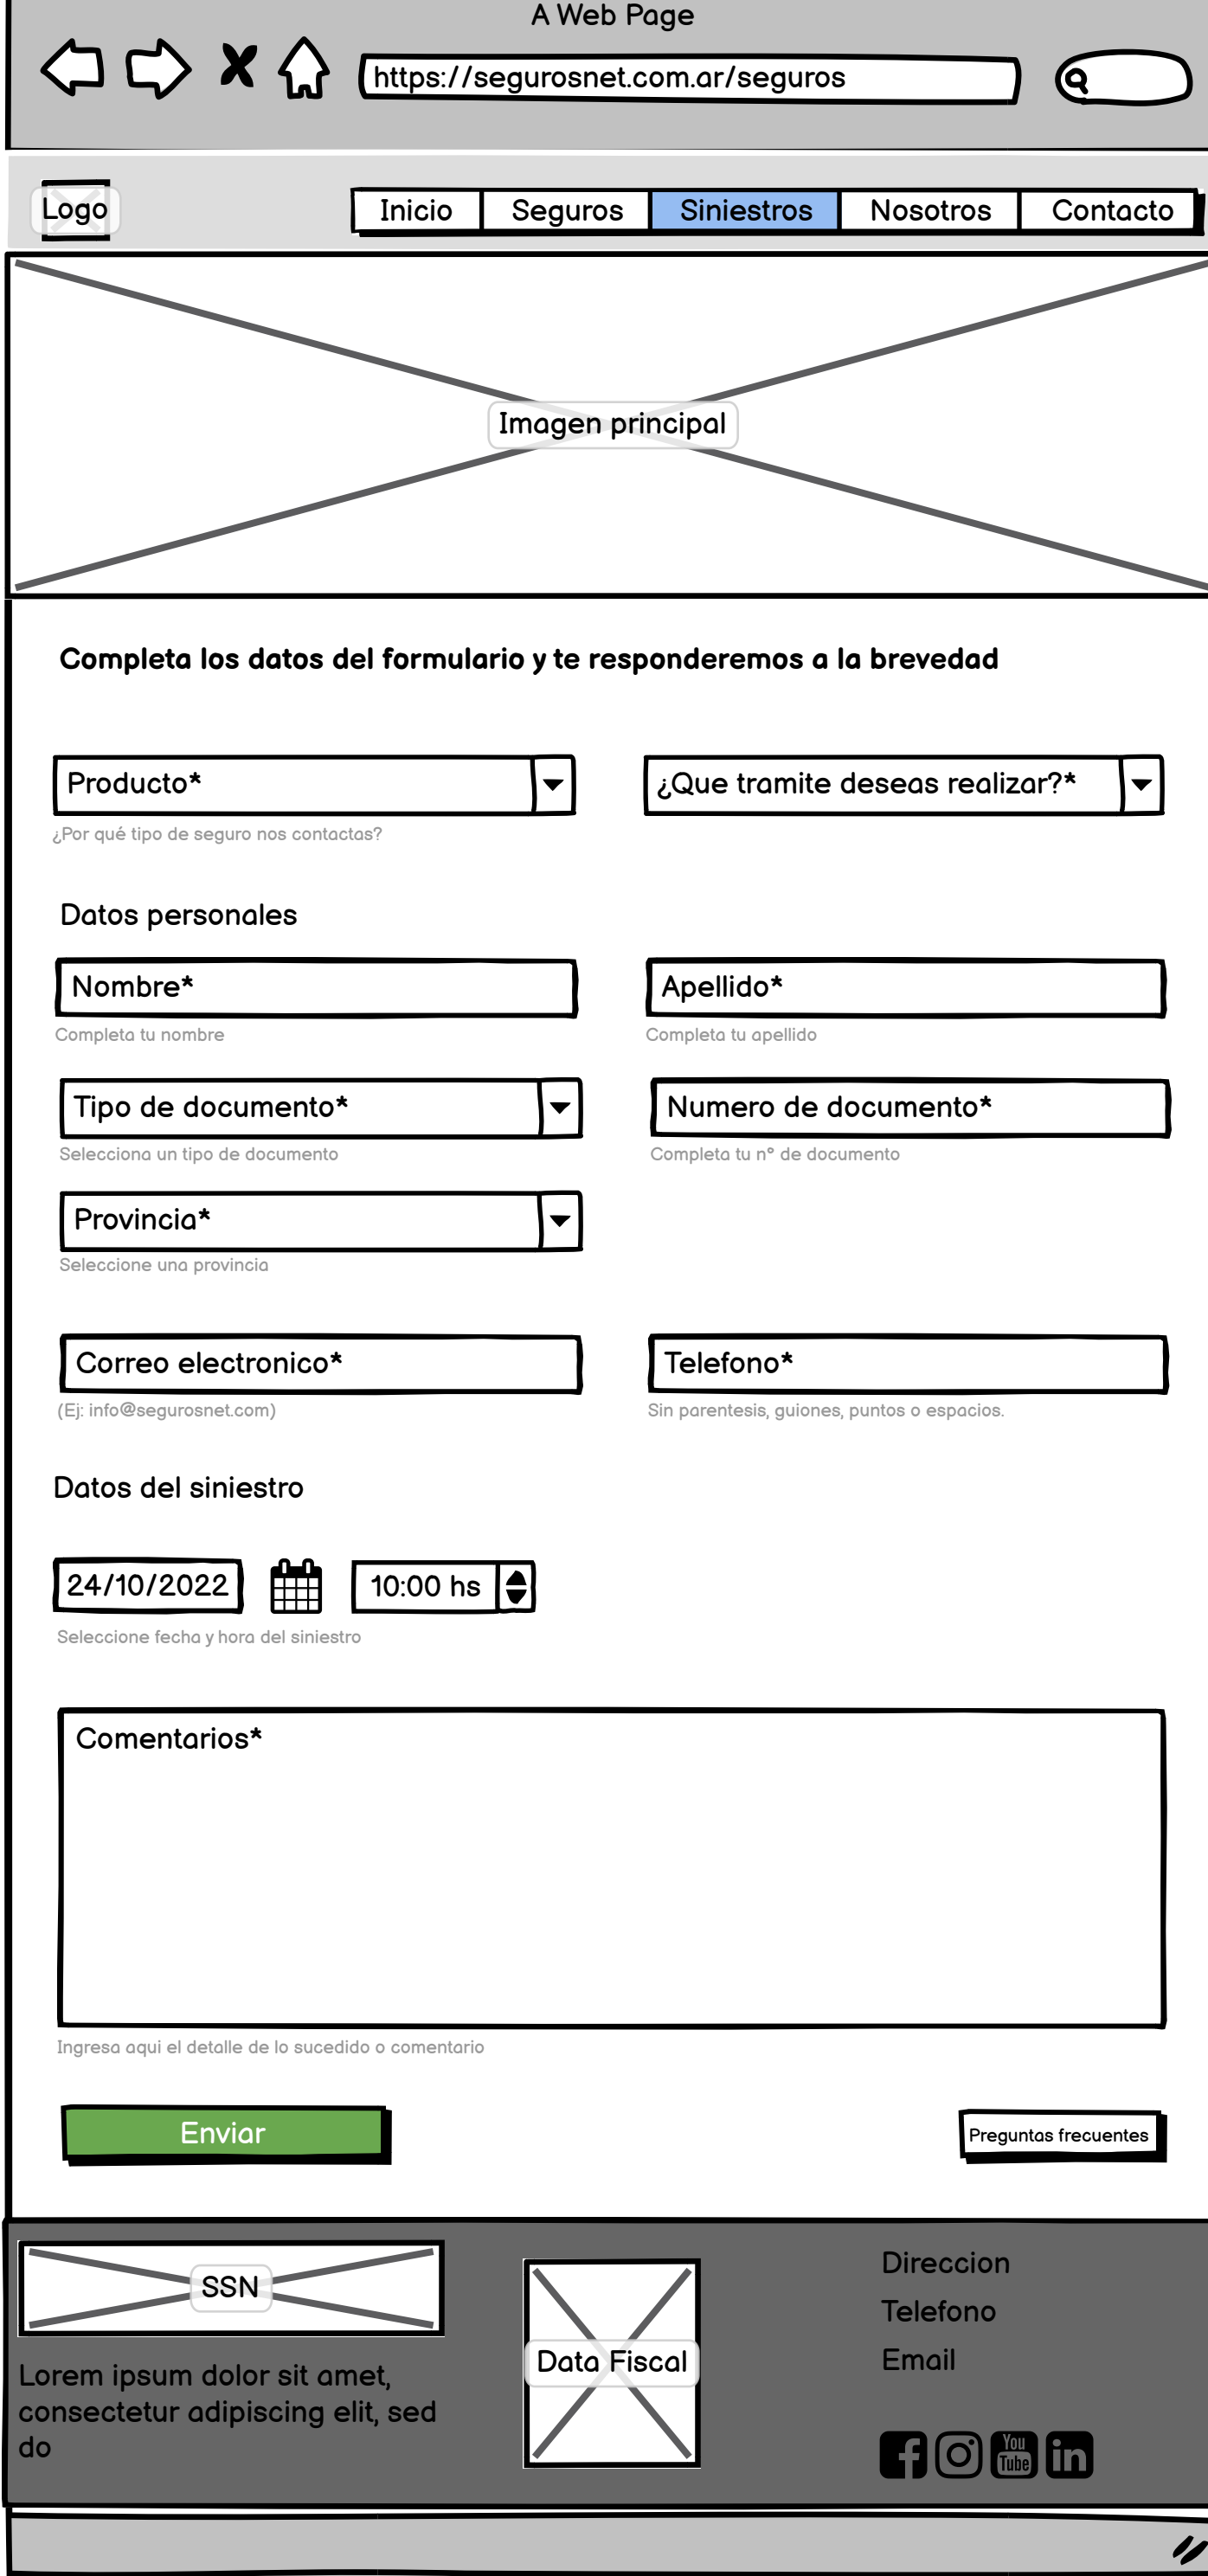 A Web Page
https://segurosnet.com.ar/seguros
Logo
Inicio
Seguros
Siniestros
Nosotros
Contacto
Imagen principal
Completa los datos del formulario y te responderemos a la brevedad
Producto*
¿Que tramite deseas realizar?*
¿Por qué tipo de seguro nos contactas?
Datos personales
Nombre*
Apellido*
Completa tu nombre
Completa tu apellido
Tipo de documento*
Numero de documento*
Selecciona un tipo de documento
Completa tu n° de documento
Provincia*
Seleccione una provincia
Correo electronico*
Telefono*
(Ej: info@segurosnet.com)
Sin parentesis, guiones, puntos o espacios.
Datos del siniestro
24/10/2022
10:00 hs
Seleccione fecha y hora del siniestro
Comentarios*
Ingresa aqui el detalle de lo sucedido o comentario
Enviar
Preguntas frecuentes
SSN
Lorem ipsum dolor sit amet,
consectetur adipiscing elit, sed
do
Data Fiscal
Direccion
Telefono
Email
You
Tube
in